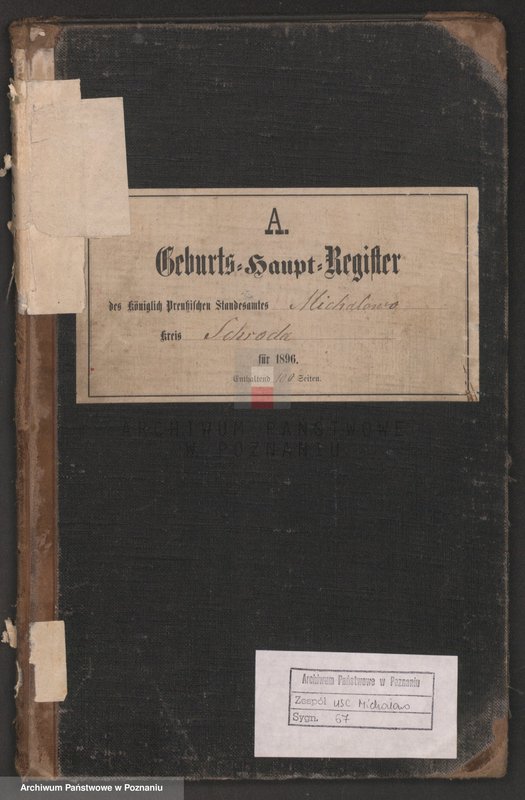 A.
Geburts-Haupt-Register
des Königlich Preußischen Standesamtes Michalowo
Kreis Schroda
für 1896.
Enthaltend 100 Seiten.
ARCHIWUM PAŃSTWOWE
W POZNANIU
Archiwum Państwowe w Poznaniu
Zespół USC Michałowo
Sygn. 67
Archiwum Państwowe w Poznaniu